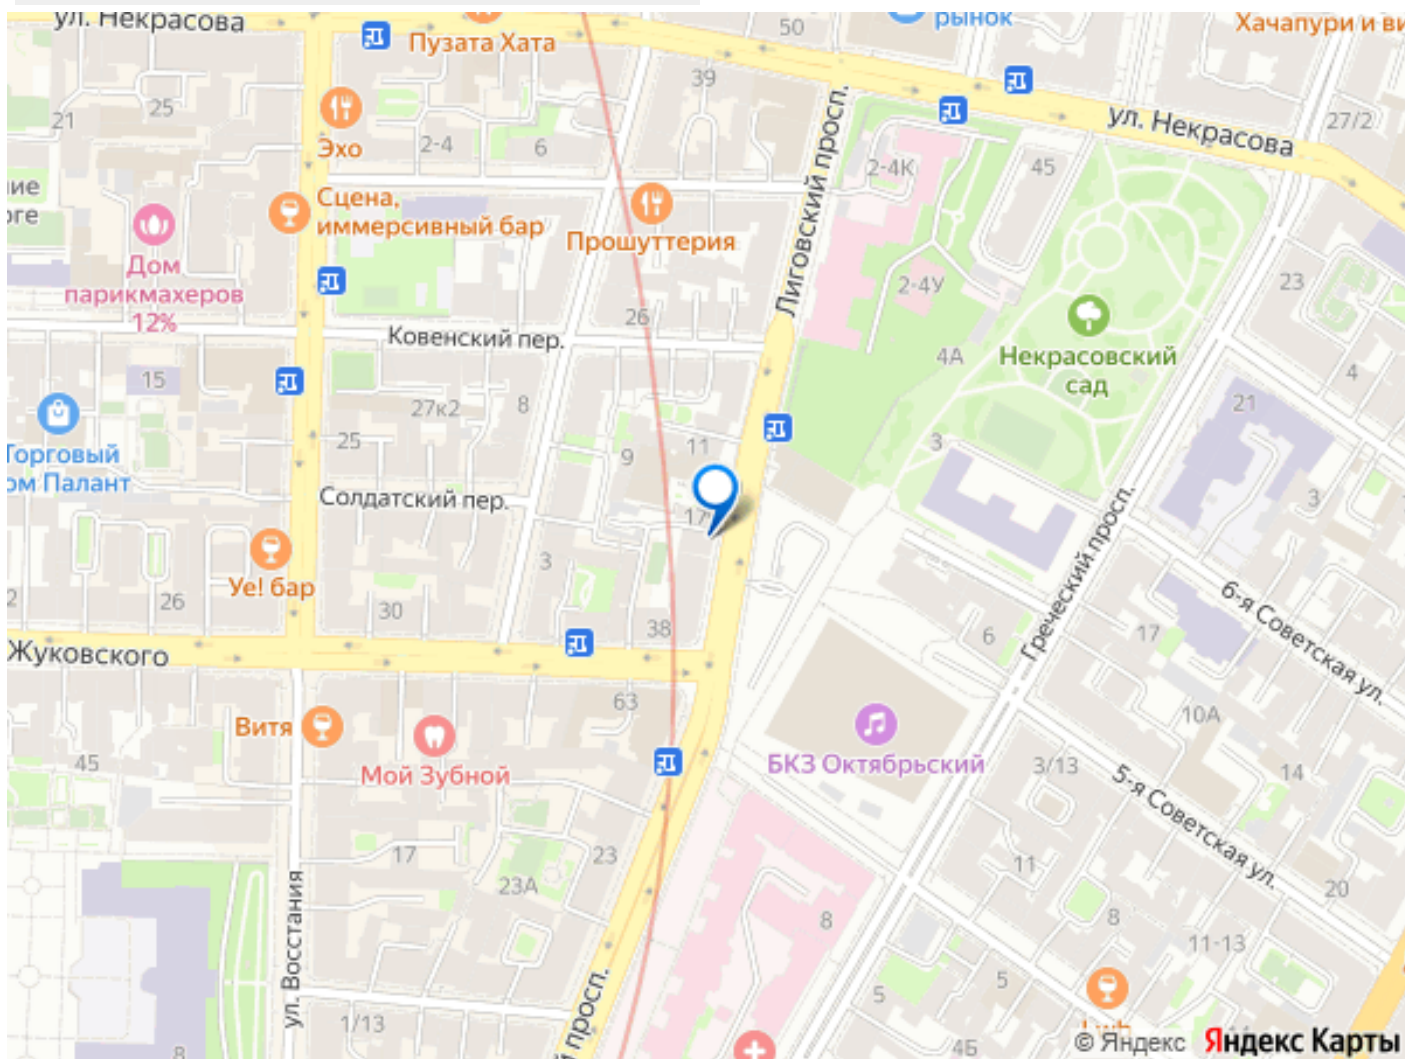 ул. Некрасова
Пузата Хата
50
рынок
Хачапури и ви
25
21
39
Эхо
2-4
6
ул. Некрасова
27/2
2-4К
45
Лиговский просп.
ние
рге
Сцена,
иммерсивный бар
Прошуттерия
Дом
парикмахеров
12%
2-4У
23
26
Ковенский пер.
4А
Некрасовский
сад
4
15
27к2
8
21
25
11
3
9
Торговый
ом Палант
Солдатский пер.
17
3
Греческий просп.
3
Уе! бар
2
26
30
38
6
17
6-я Советская ул.
Жуковского
63
10А
Витя
Мой Зубной
БКЗ Октябрьский
45
3/13
14
5-я Советская ул.
17
23
23А
11
20
ул. Восстания
8
8
11-13
5
5
1/13
й просп.
8
4Б
© Яндекс Яндекс Карты